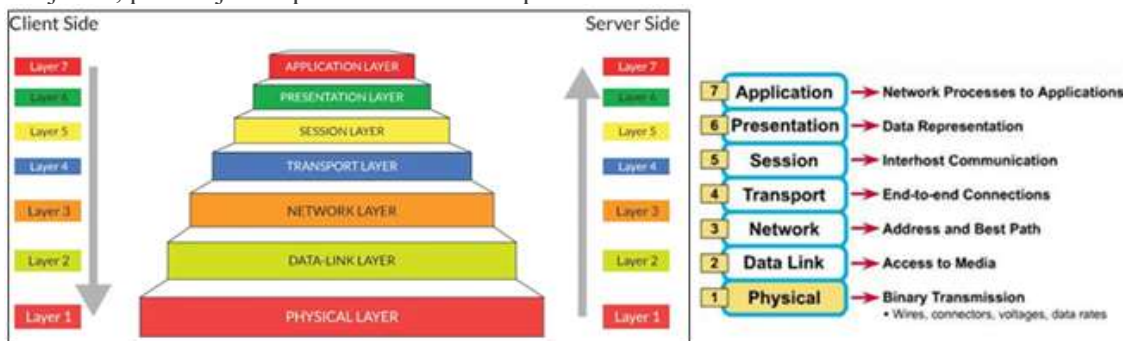 Client Side
Server Side
Layer 7
APPLICATION LAYER
Layer 7
Layer 6
PRESENTATION LAYER
Layer 6
Layer 5
SESSION LAYER
Layer 5
Layer 4
TRANSPORT LAYER
Layer 4
Layer 3
NETWORK LAYER
Layer 3
Layer 2
DATA-LINK LAYER
Layer 2
Layer 1
PHYSICAL LAYER
Layer 1
7 Application Network Processes to Applications
6 Presentation Data Representation
5 Session Interhost Communication
4 Transport End-to-end Connections
3 Network Address and Best Path
2 Data Link Access to Media
1 Physical Binary Transmission
• Wires, connectors, voltages, data rates